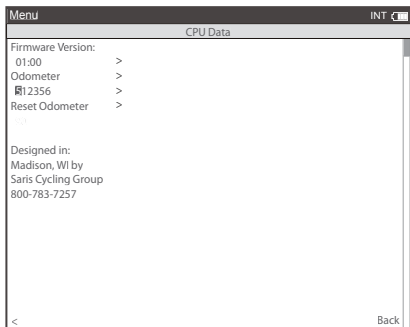 Menu INT
CPU Data
Firmware Version:
01:00 >
Odometer >
512356 >
Reset Odometer >
Designed in:
Madison, WI by
Saris Cycling Group
800-783-7257
< Back